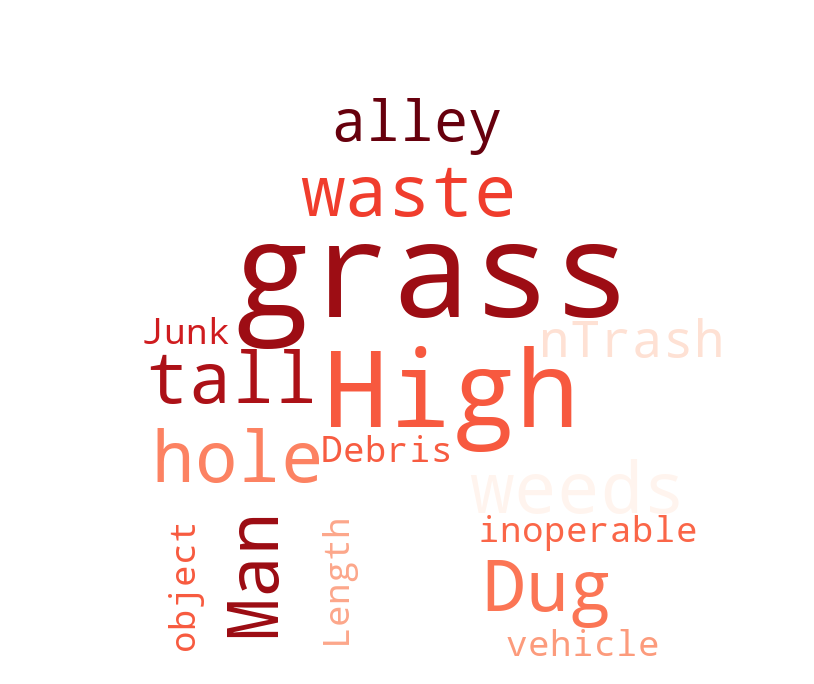 alley
waste
grass
Junk
nTrash
tall
High
hole
Debris
weeds
object
Man
Length
inoperable
Dug
vehicle